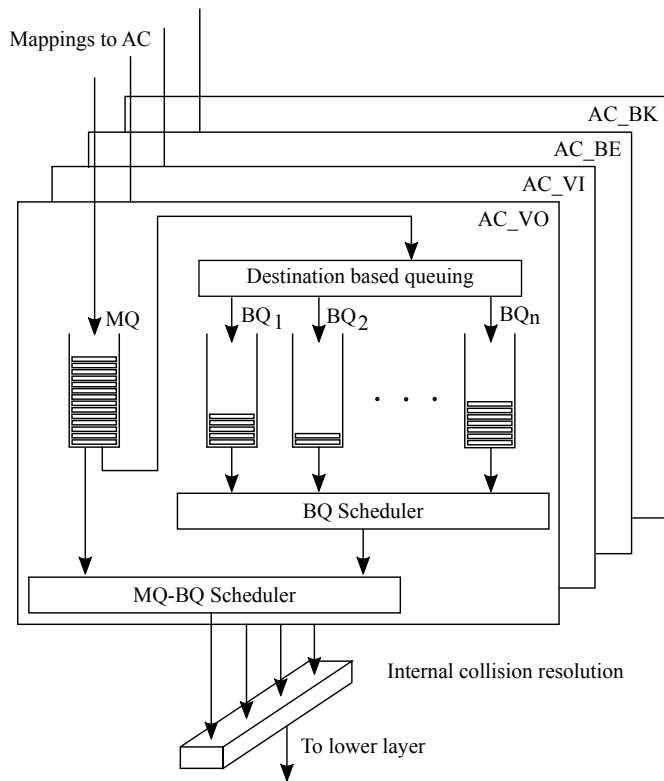 Mappings to AC
AC_BK
AC_BE
AC_VI
AC_VO
Destination based queuing
MQ
BQ1
BQ2
BQn
. . .
BQ Scheduler
MQ-BQ Scheduler
Internal collision resolution
To lower layer